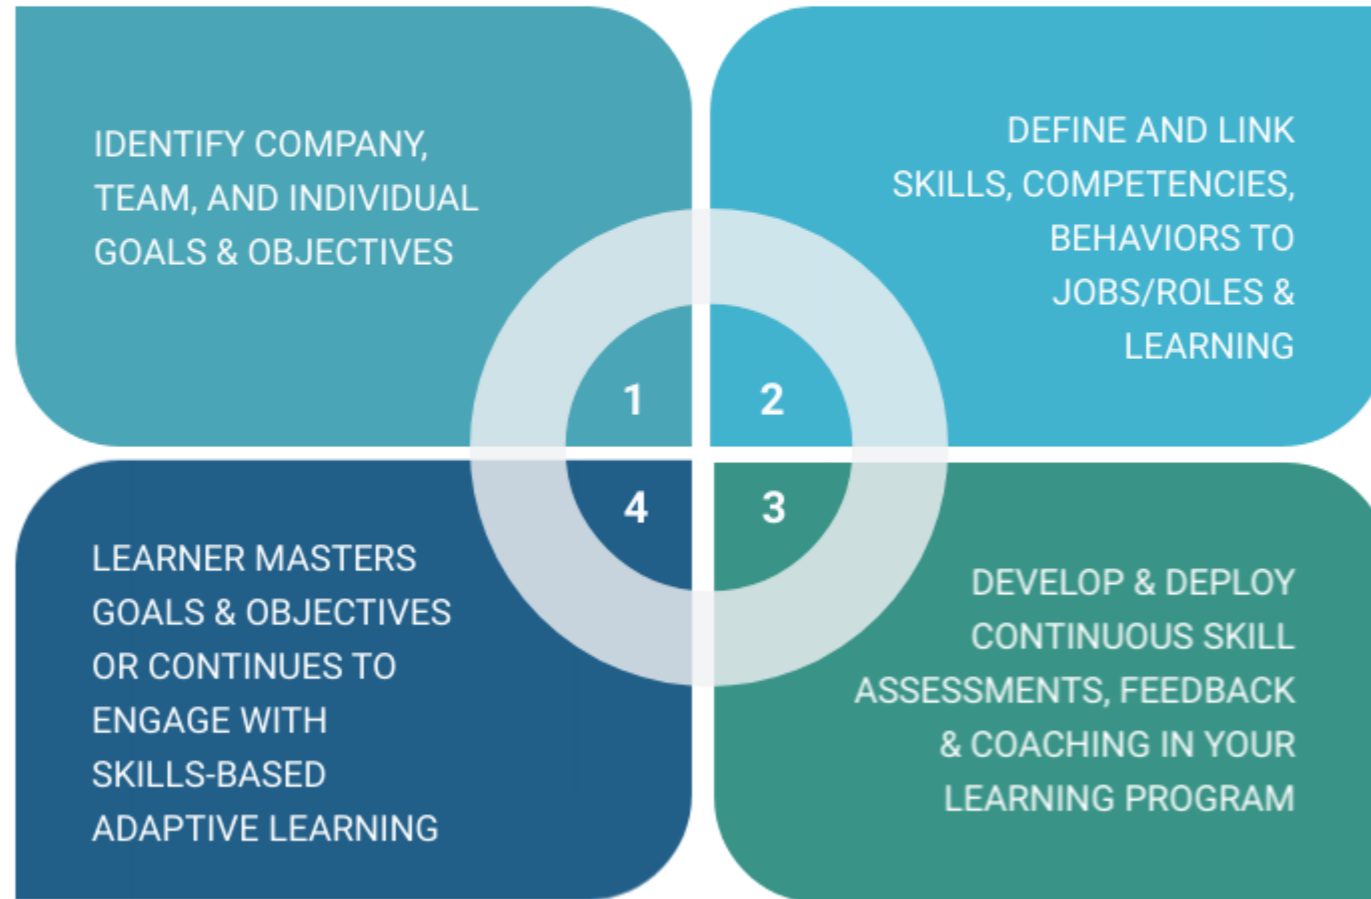 IDENTIFY COMPANY,
TEAM, AND INDIVIDUAL
GOALS & OBJECTIVES
1
DEFINE AND LINK
SKILLS, COMPETENCIES,
BEHAVIORS TO
JOBS/ROLES &
LEARNING
2
3
DEVELOP & DEPLOY
CONTINUOUS SKILL
ASSESSMENTS, FEEDBACK
& COACHING IN YOUR
LEARNING PROGRAM
4
LEARNER MASTERS
GOALS & OBJECTIVES
OR CONTINUES TO
ENGAGE WITH
SKILLS-BASED
ADAPTIVE LEARNING